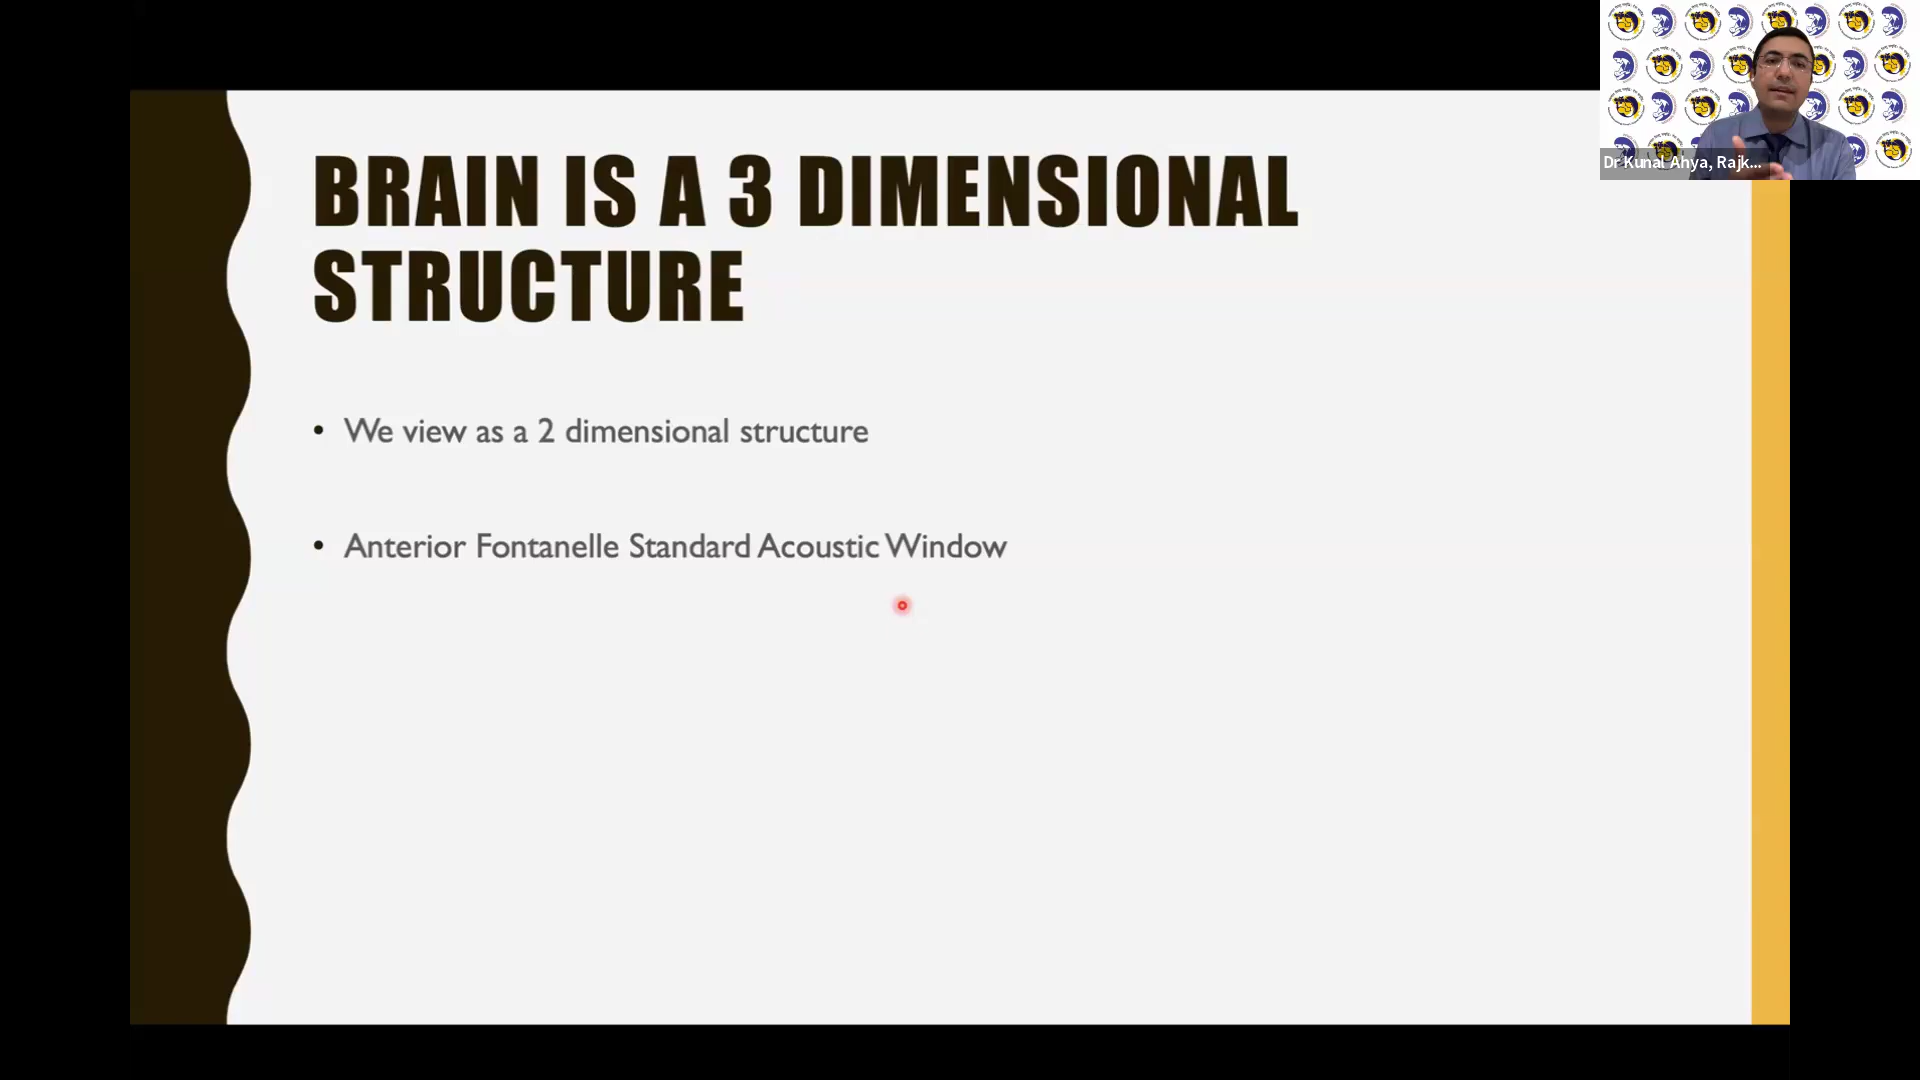 BRAIN IS A 3 DIMENSIONAL
STRUCTURE
• We view as a 2 dimensional structure
• Anterior Fontanelle Standard Acoustic Window
Dr Kunal Ahya, Rajk...